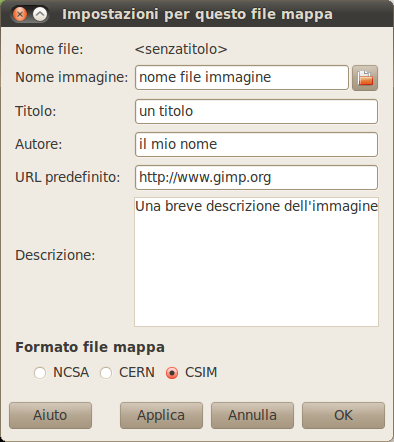 Impostazioni per questo file mappa
Nome file: <senzatitolo>
Nome immagine: nome file immagine
Titolo: un titolo
Autore: il mio nome
URL predefinito: http://www.gimp.org
Descrizione: Una breve descrizione dell'immagine
Formato file mappa
NCSA CERN CSIM
Aiuto Applica Annulla OK